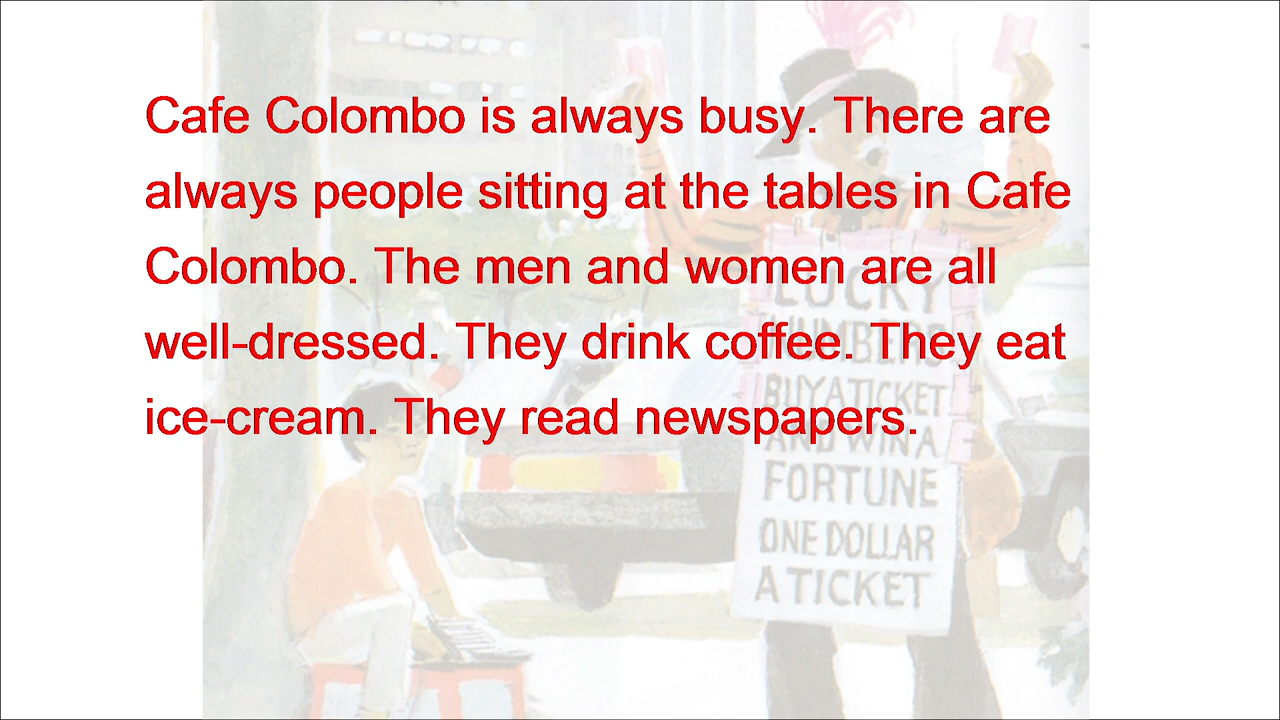 Cafe Colombo is always busy. There are
always people sitting at the tables in Cafe
Colombo. The men and women are all
well-dressed. They drink coffee. They eat
ice-cream. They read newspapers.
LUCKY
NUMBERS
BUY A TICKET
AND WIN A
FORTUNE
ONE DOLLAR
A TICKET